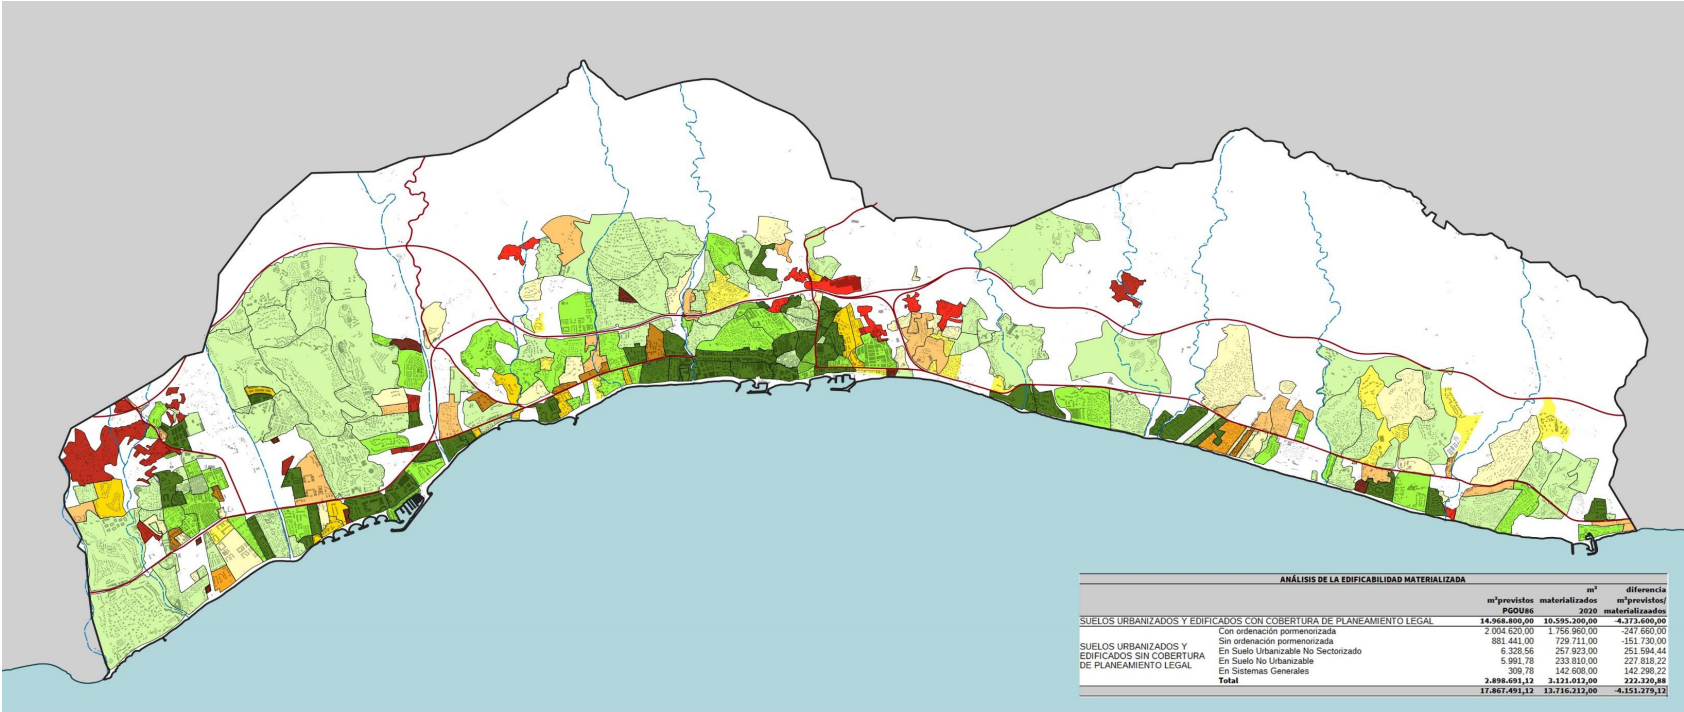 ANÁLISIS DE LA EDIFICABILIDAD MATERIALIZADA
m² diferencia
m²previstos materializados m²previstos/
PGOU86 2020 materializaados
SUELOS URBANIZADOS Y EDIFICADOS CON COBERTURA DE PLANEAMIENTO LEGAL 14.968.800,00 10.595.200,00 -4.373.600,00
SUELOS URBANIZADOS Y
EDIFICADOS SIN COBERTURA
DE PLANEAMIENTO LEGAL
Con ordenación pormenorizada 2.004.620,00 1.756.960,00 -247.660,00
Sin ordenación pormenorizada 881.441,00 729.711,00 -151.730,00
En Suelo Urbanizable No Sectorizado 6.328,56 257.923,00 251.594,44
En Suelo No Urbanizable 5.991,78 233.810,00 227.818,22
En Sistemas Generales 309,78 142.608,00 142.298,22
Total 2.898.691,12 3.121.012,00 222.320,88
17.867.491,12 13.716.212,00 -4.151.279,12